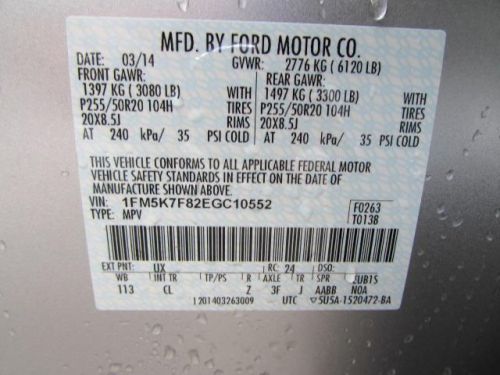 MFD. BY FORD MOTOR CO.
DATE: 03/14 GVWR: 2776 KG (6120 LB)
FRONT GAWR: REAR GAWR:
1397 KG (3080 LB) 1497 KG (3300 LB)
P255/50R20 104H TIRES P255/50R20 104H TIRES
20X8.5J RIMS 20X8.5J RIMS
AT 240 kPa/ 35 PSI COLD AT 240 kPa/ 35 PSI COLD
THIS VEHICLE CONFORMS TO ALL APPLICABLE FEDERAL MOTOR
VEHICLE SAFETY STANDARDS IN EFFECT ON THE DATE OF
MANUFACTURE SHOWN ABOVE.
VIN: 1FM5K7F82EGC10552 F0263
TYPE: MPV T0138
EXT PNT: UX RC: 24 DSO:
WB INT TR TP/PS R AXLE TR
113 CL Z 3F J AABB N0A
1201403263009 UTC 5U5A-1520472-BA